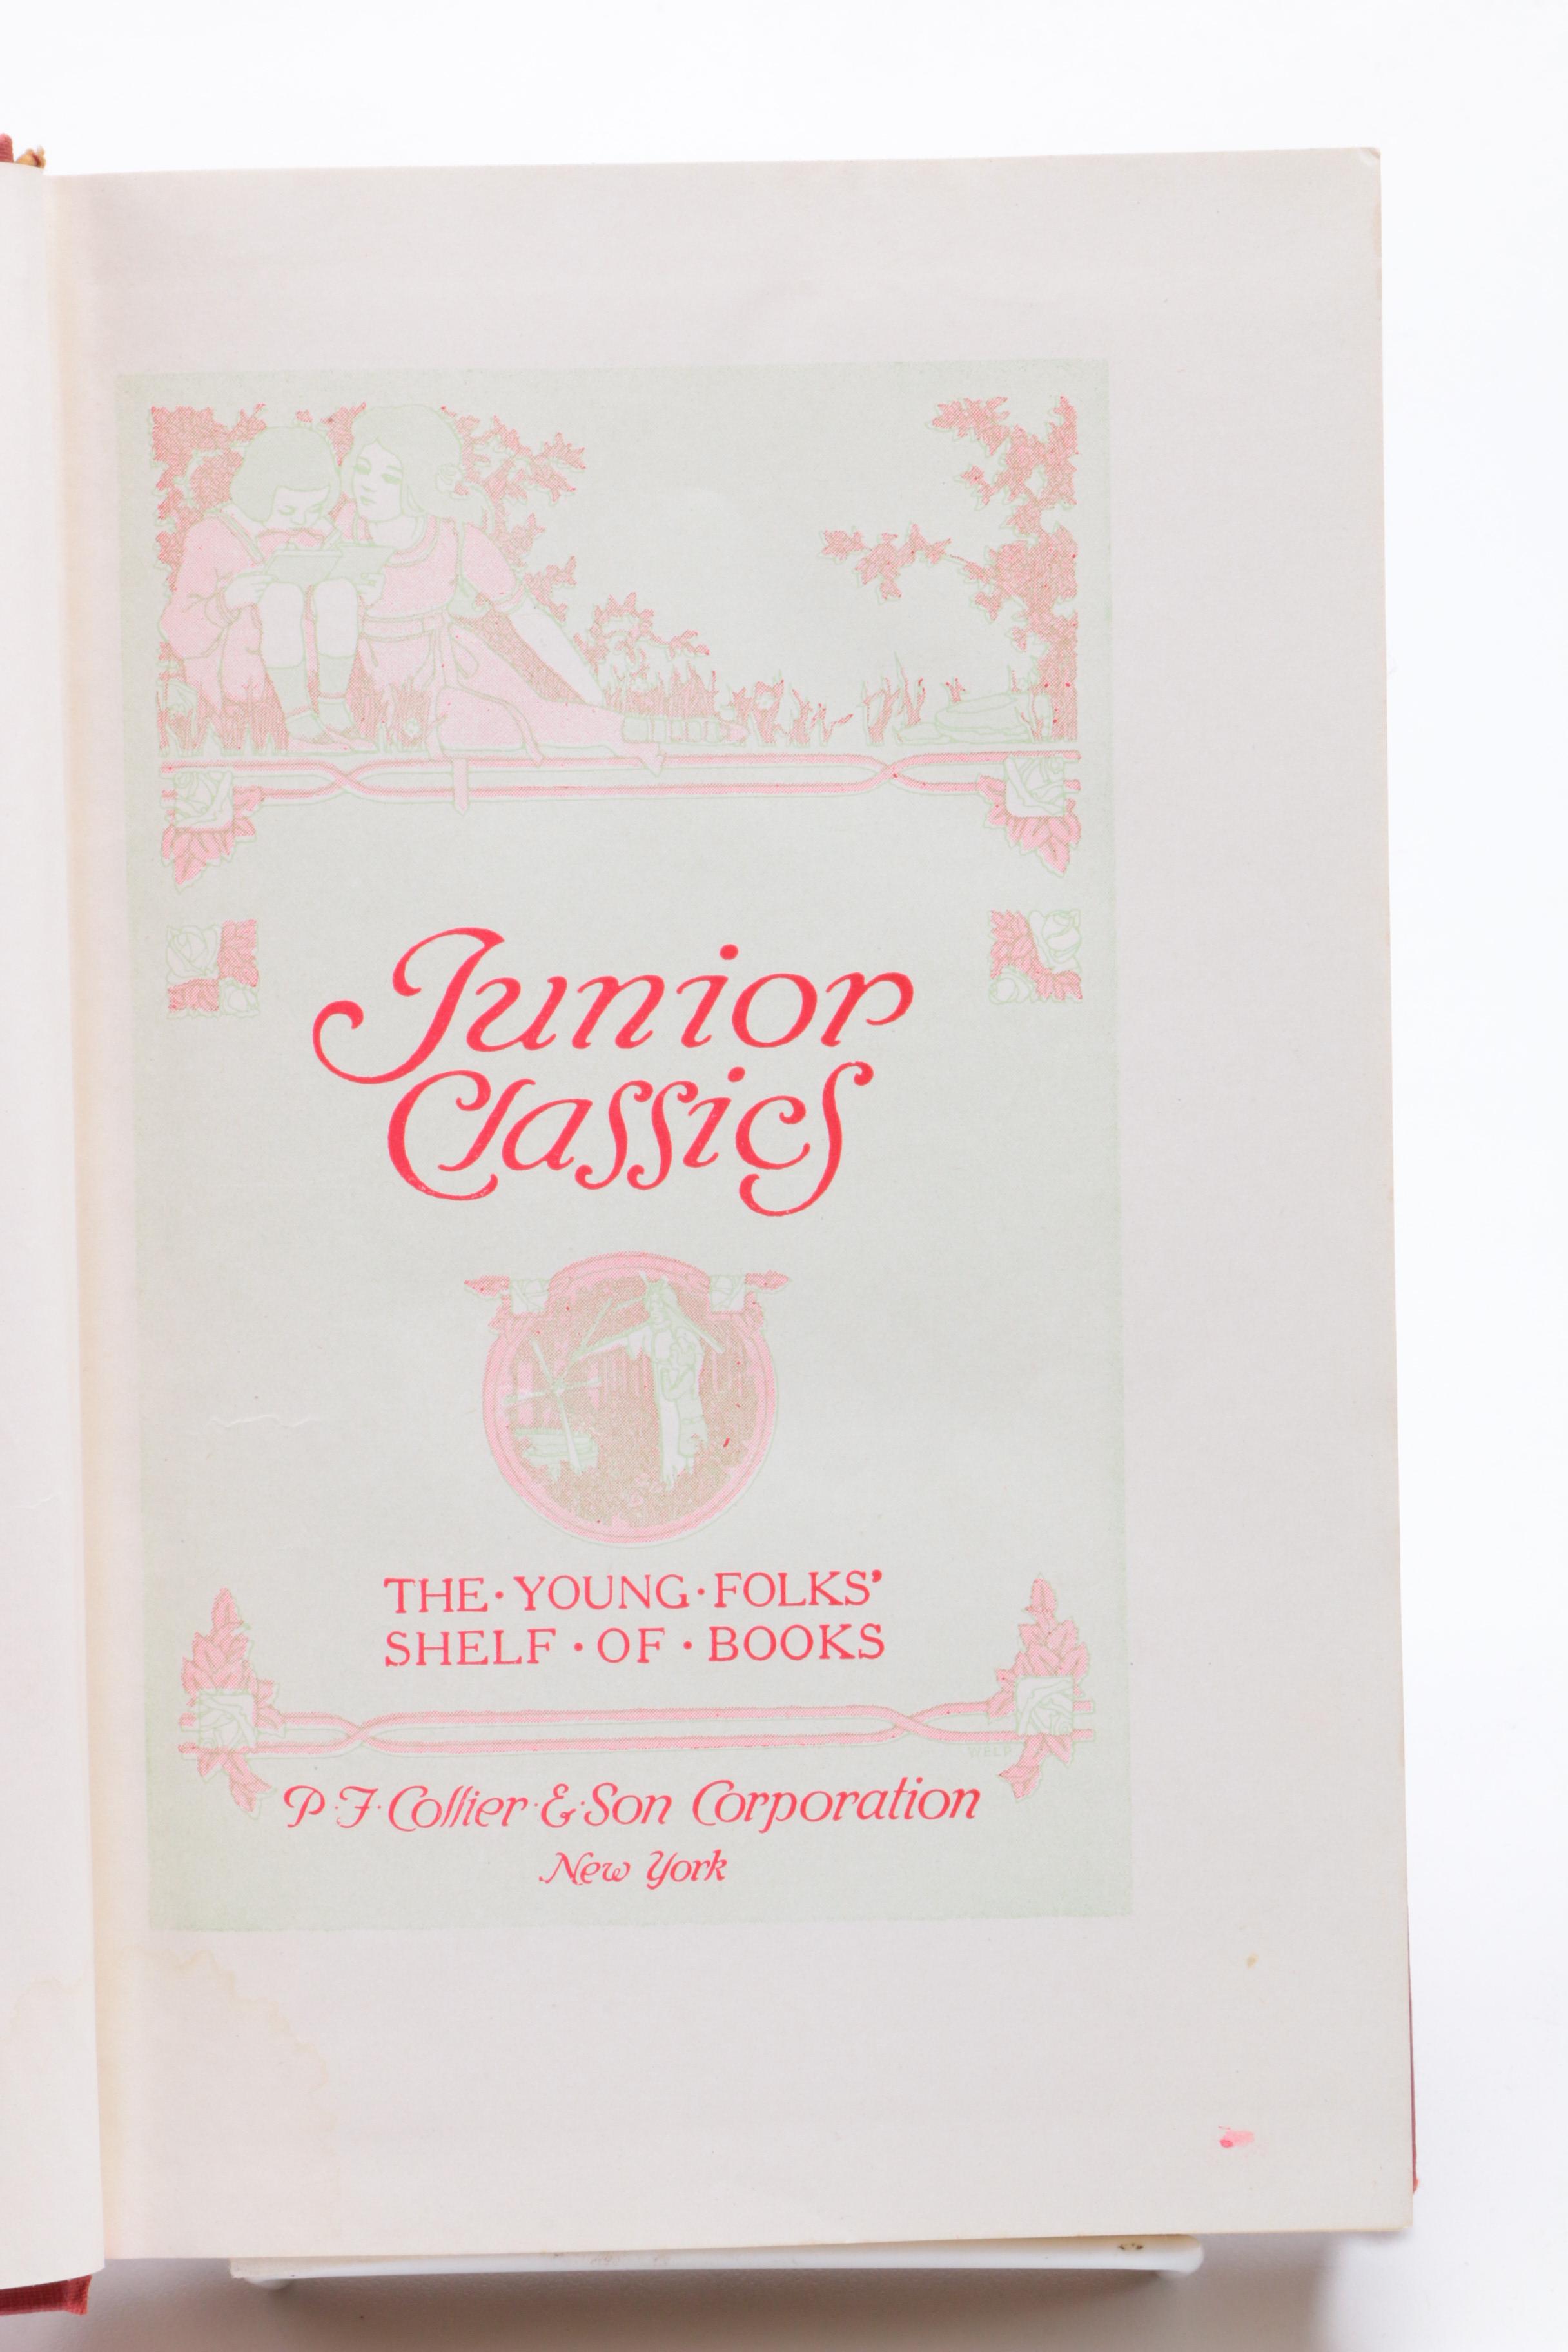 Junior
Classics
THE·YOUNG·FOLKS'
SHELF·OF·BOOKS
P·F·Collier·&·Son Corporation
New York